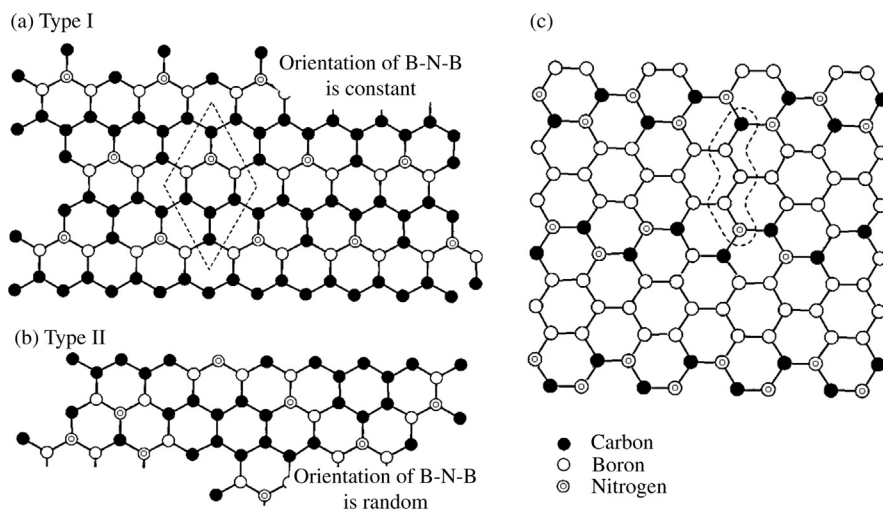 (a) Type I
Orientation of B-N-B
is constant
(b) Type II
Orientation of B-N-B
is random
(c)
Carbon
Boron
Nitrogen